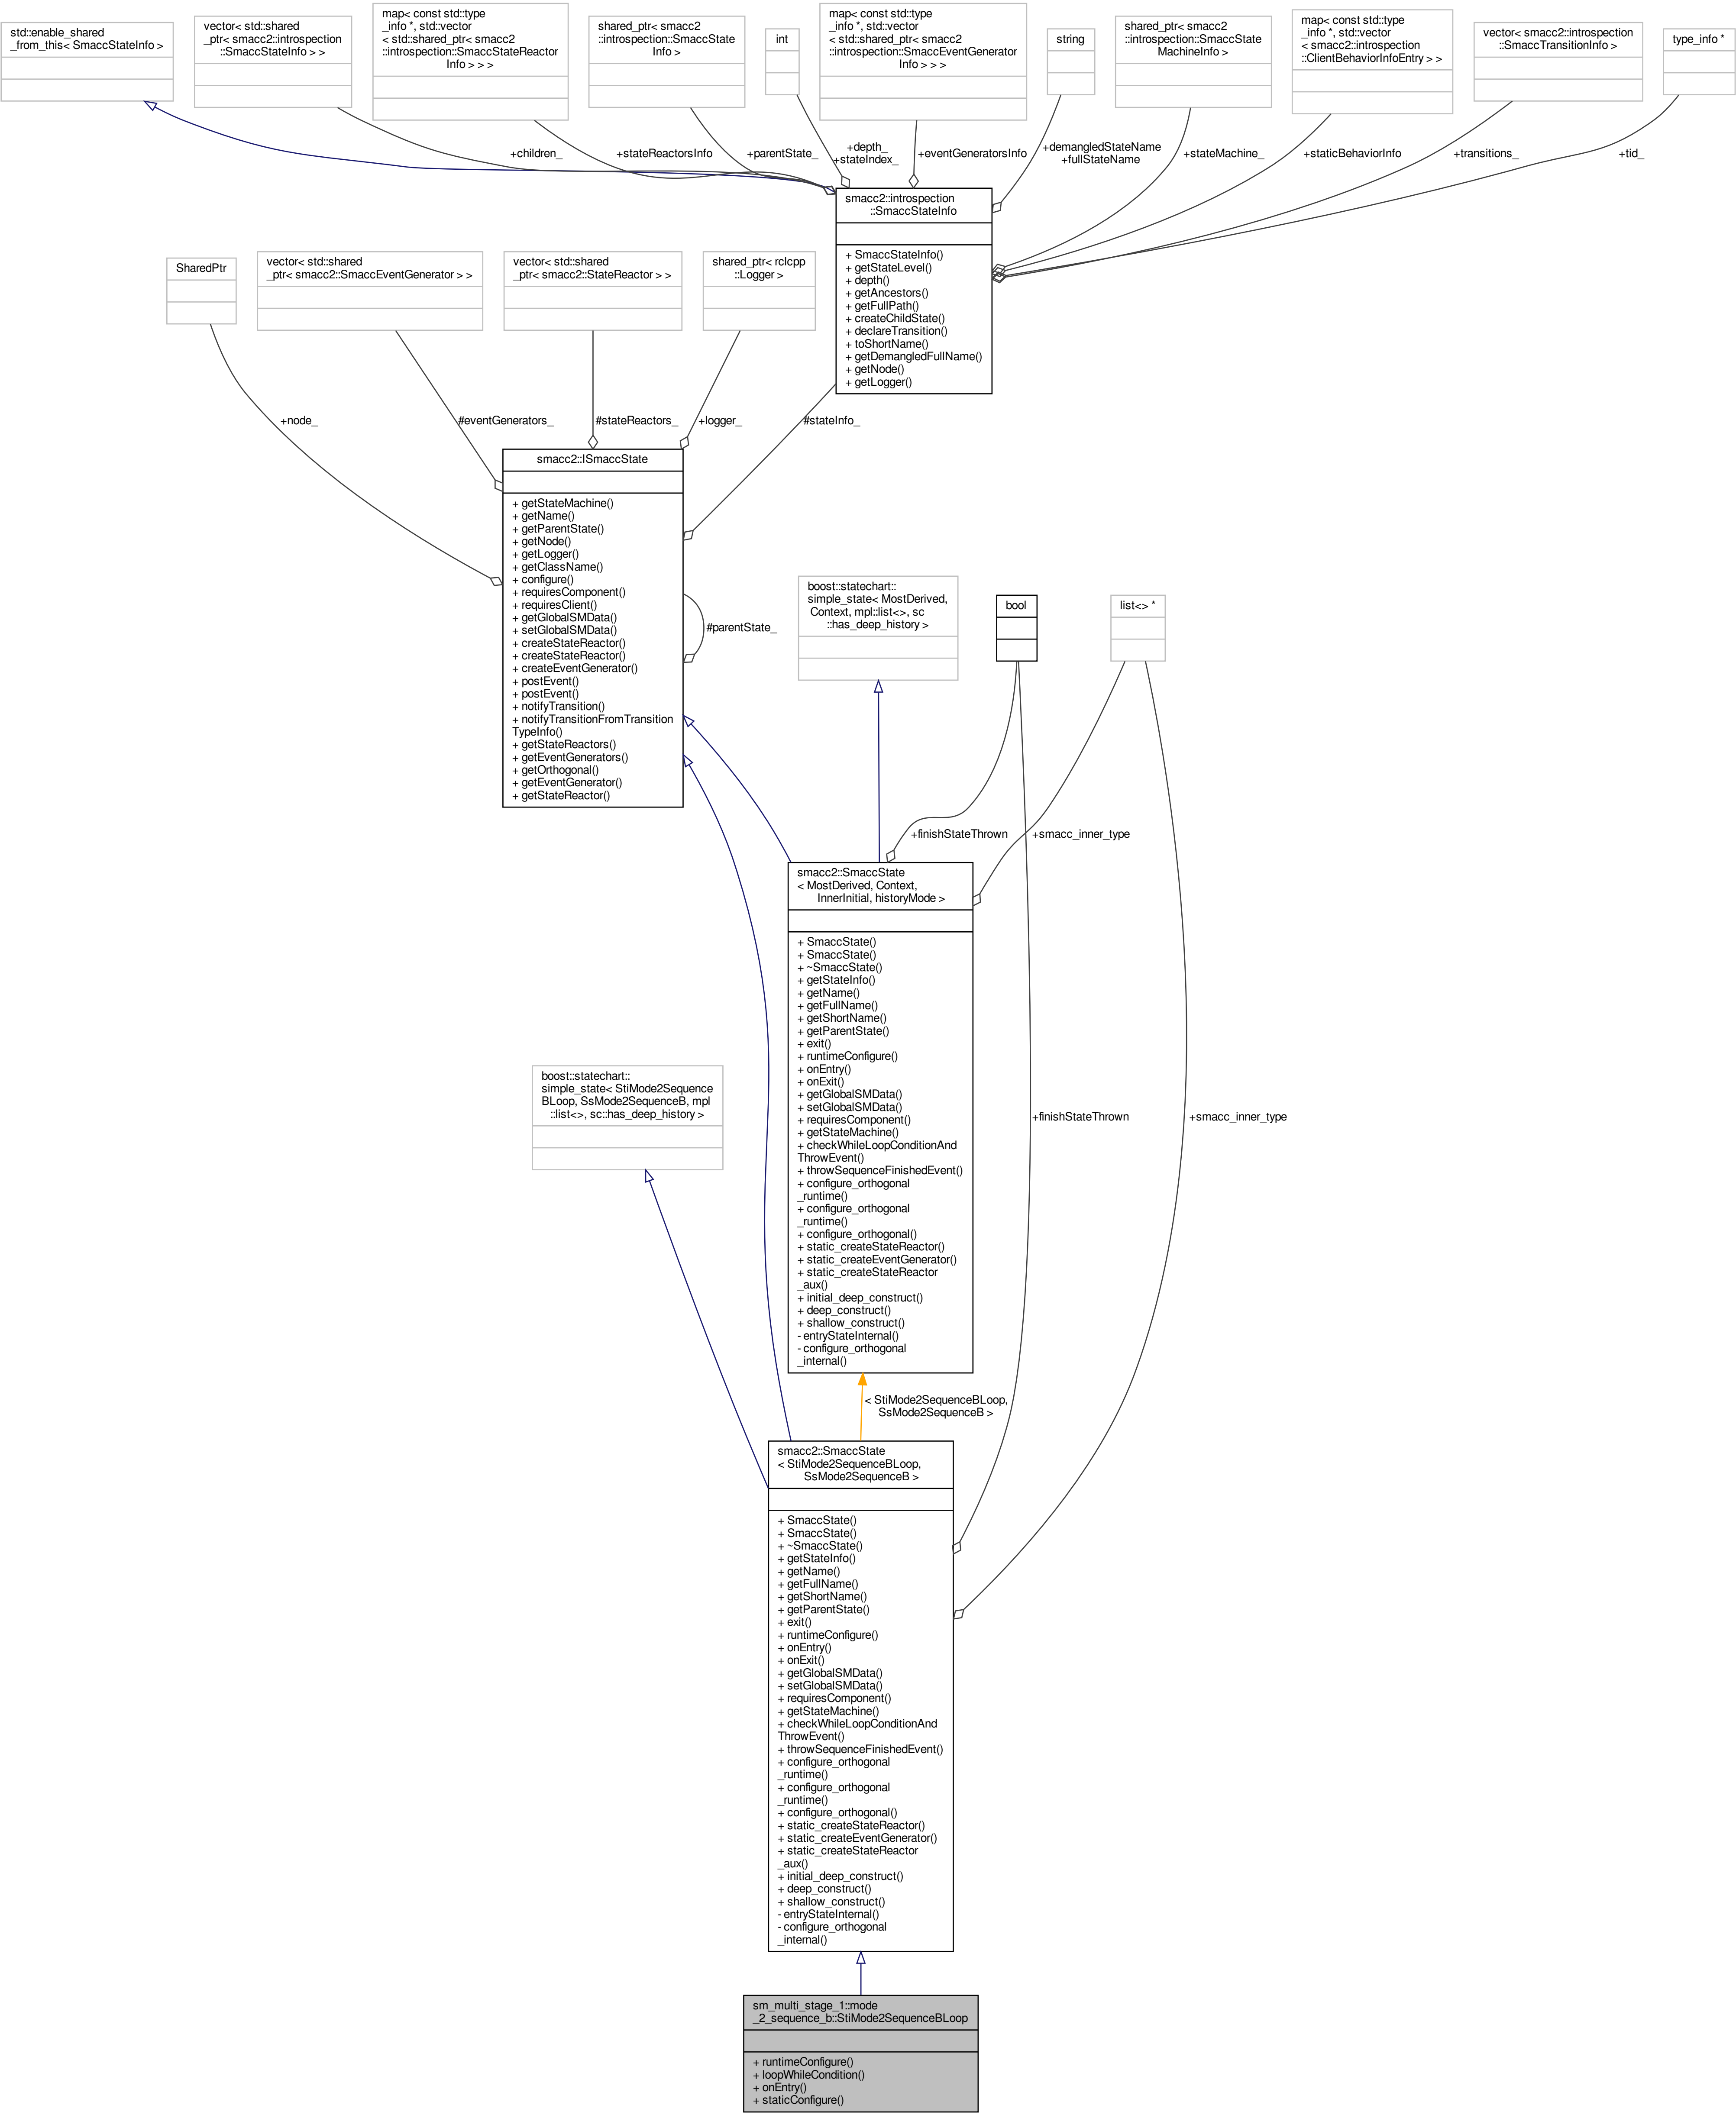 std::enable_shared
_from_this< SmaccStateInfo >
vector< std::shared
_ptr< smacc2::introspection
::SmaccStateInfo > >
map< const std::type
_info *, std::vector
< std::shared_ptr< smacc2
::introspection::SmaccStateReactor
Info > > >
shared_ptr< smacc2
::introspection::SmaccState
Info >
int
map< const std::type
_info *, std::vector
< std::shared_ptr< smacc2
::introspection::SmaccEventGenerator
Info > > >
string
shared_ptr< smacc2
::introspection::SmaccState
MachineInfo >
map< const std::type
_info *, std::vector
< smacc2::introspection
::ClientBehaviorInfoEntry > >
vector< smacc2::introspection
::SmaccTransitionInfo >
type_info *
+children_
+stateReactorsInfo
+parentState_
+depth_
+stateIndex_
+eventGeneratorsInfo
+demangledStateName
+fullStateName
+stateMachine_
+staticBehaviorInfo
+transitions_
+tid_
smacc2::introspection
::SmaccStateInfo
+ SmaccStateInfo()
+ getStateLevel()
+ depth()
+ getAncestors()
+ getFullPath()
+ createChildState()
+ declareTransition()
+ toShortName()
+ getDemangledFullName()
+ getNode()
+ getLogger()
SharedPtr
vector< std::shared
_ptr< smacc2::SmaccEventGenerator > >
vector< std::shared
_ptr< smacc2::StateReactor > >
shared_ptr< rclcpp
::Logger >
+node_
#eventGenerators_
#stateReactors_
+logger_
#stateInfo_
smacc2::ISmaccState
+ getStateMachine()
+ getName()
+ getParentState()
+ getNode()
+ getLogger()
+ getClassName()
+ configure()
+ requiresComponent()
+ requiresClient()
+ getGlobalSMData()
+ setGlobalSMData()
+ createStateReactor()
+ createStateReactor()
+ createEventGenerator()
+ postEvent()
+ postEvent()
+ notifyTransition()
+ notifyTransitionFromTransition
TypeInfo()
+ getStateReactors()
+ getEventGenerators()
+ getOrthogonal()
+ getEventGenerator()
+ getStateReactor()
#parentState_
boost::statechart::
simple_state< MostDerived,
Context, mpl::list<>, sc
::has_deep_history >
bool
list<> *
+finishStateThrown
+smacc_inner_type
smacc2::SmaccState
< MostDerived, Context,
InnerInitial, historyMode >
+ SmaccState()
+ SmaccState()
+ ~SmaccState()
+ getStateInfo()
+ getName()
+ getFullName()
+ getShortName()
+ getParentState()
+ exit()
+ runtimeConfigure()
+ onEntry()
+ onExit()
+ getGlobalSMData()
+ setGlobalSMData()
+ requiresComponent()
+ getStateMachine()
+ checkWhileLoopConditionAnd
ThrowEvent()
+ throwSequenceFinishedEvent()
+ configure_orthogonal
_runtime()
+ configure_orthogonal
_runtime()
+ configure_orthogonal()
+ static_createStateReactor()
+ static_createEventGenerator()
+ static_createStateReactor
_aux()
+ initial_deep_construct()
+ deep_construct()
+ shallow_construct()
- entryStateInternal()
- configure_orthogonal
_internal()
boost::statechart::
simple_state< StiMode2Sequence
BLoop, SsMode2SequenceB, mpl
::list<>, sc::has_deep_history >
+finishStateThrown
+smacc_inner_type
< StiMode2SequenceBLoop,
SsMode2SequenceB >
smacc2::SmaccState
< StiMode2SequenceBLoop,
SsMode2SequenceB >
+ SmaccState()
+ SmaccState()
+ ~SmaccState()
+ getStateInfo()
+ getName()
+ getFullName()
+ getShortName()
+ getParentState()
+ exit()
+ runtimeConfigure()
+ onEntry()
+ onExit()
+ getGlobalSMData()
+ setGlobalSMData()
+ requiresComponent()
+ getStateMachine()
+ checkWhileLoopConditionAnd
ThrowEvent()
+ throwSequenceFinishedEvent()
+ configure_orthogonal
_runtime()
+ configure_orthogonal
_runtime()
+ configure_orthogonal()
+ static_createStateReactor()
+ static_createEventGenerator()
+ static_createStateReactor
_aux()
+ initial_deep_construct()
+ deep_construct()
+ shallow_construct()
- entryStateInternal()
- configure_orthogonal
_internal()
sm_multi_stage_1::mode
_2_sequence_b::StiMode2SequenceBLoop
+ runtimeConfigure()
+ loopWhileCondition()
+ onEntry()
+ staticConfigure()